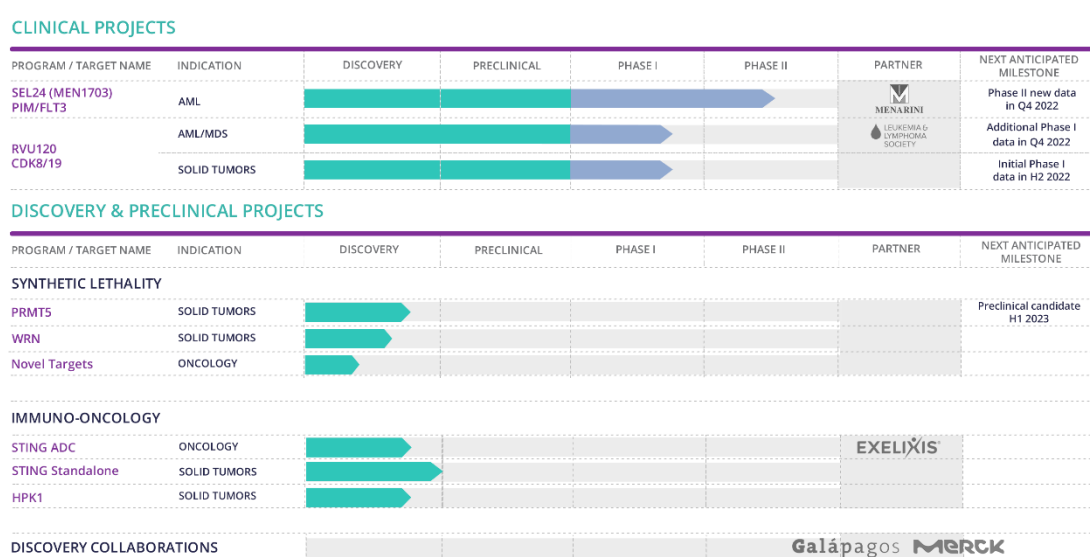 CLINICAL PROJECTS
PROGRAM / TARGET NAME INDICATION DISCOVERY PRECLINICAL PHASE I PHASE II PARTNER NEXT ANTICIPATED
MILESTONE
SEL24 (MEN1703)
PIM/FLT3
AML
MENARINI
Phase II new data
in Q4 2022
RVU120
CDK8/19
AML/MDS
LEUKEMIA &
LYMPHOMA
SOCIETY
Additional Phase I
data in Q4 2022
SOLID TUMORS
Initial Phase I
data in H2 2022
DISCOVERY & PRECLINICAL PROJECTS
PROGRAM / TARGET NAME INDICATION DISCOVERY PRECLINICAL PHASE I PHASE II PARTNER NEXT ANTICIPATED
MILESTONE
SYNTHETIC LETHALITY
PRMT5 SOLID TUMORS Preclinical candidate
H1 2023
WRN SOLID TUMORS
Novel Targets ONCOLOGY
IMMUNO-ONCOLOGY
STING ADC ONCOLOGY EXELIXIS
STING Standalone SOLID TUMORS
HPK1 SOLID TUMORS
DISCOVERY COLLABORATIONS Galápagos MERCK